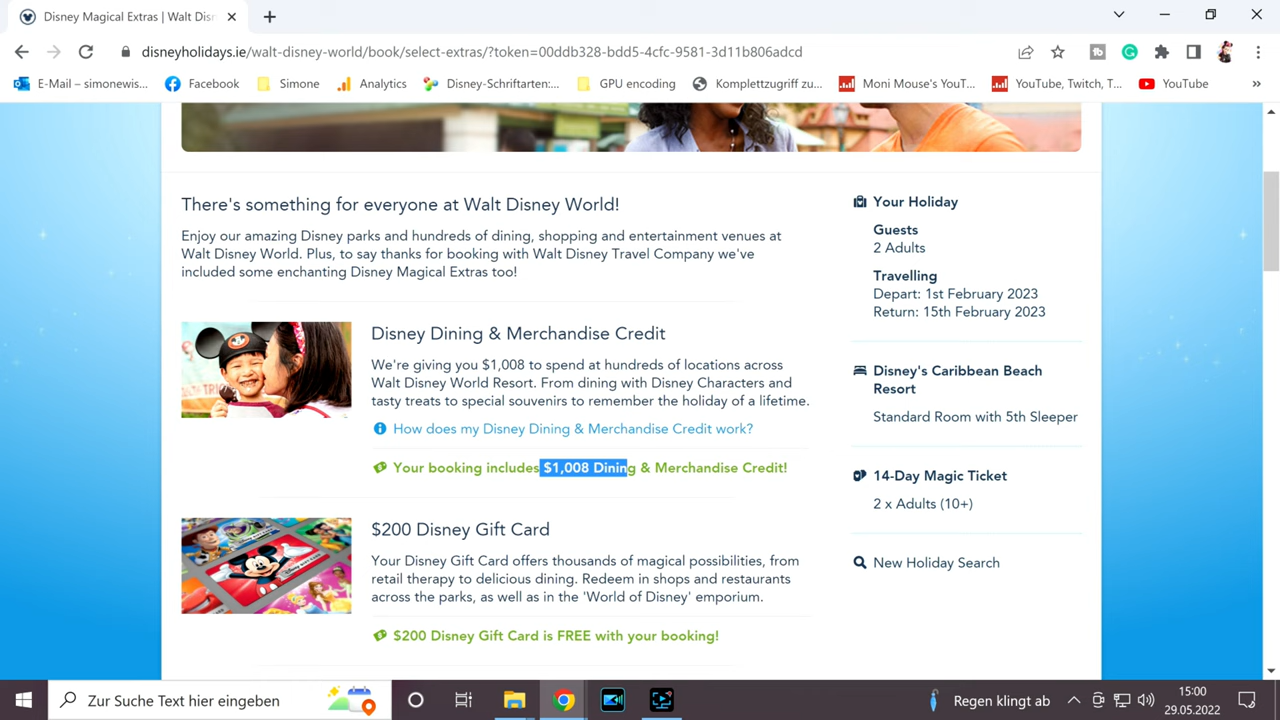 Disney Magical Extras | Walt Disn
disneyholidays.ie/walt-disney-world/book/select-extras/?token=00ddb328-bdd5-4cfc-9581-3d11b806adcd
E-Mail – simonewis... Facebook Simone Analytics Disney-Schriftarten:... GPU encoding Komplettzugriff zu... Moni Mouse's YouT... YouTube, Twitch, T... YouTube
There's something for everyone at Walt Disney World!
Enjoy our amazing Disney parks and hundreds of dining, shopping and entertainment venues at
Walt Disney World. Plus, to say thanks for booking with Walt Disney Travel Company we've
included some enchanting Disney Magical Extras too!
Disney Dining & Merchandise Credit
We're giving you $1,008 to spend at hundreds of locations across
Walt Disney World Resort. From dining with Disney Characters and
tasty treats to special souvenirs to remember the holiday of a lifetime.
How does my Disney Dining & Merchandise Credit work?
Your booking includes $1,008 Dining & Merchandise Credit!
$200 Disney Gift Card
Your Disney Gift Card offers thousands of magical possibilities, from
retail therapy to delicious dining. Redeem in shops and restaurants
across the parks, as well as in the 'World of Disney' emporium.
$200 Disney Gift Card is FREE with your booking!
Your Holiday
Guests
2 Adults
Travelling
Depart: 1st February 2023
Return: 15th February 2023
Disney's Caribbean Beach
Resort
Standard Room with 5th Sleeper
14-Day Magic Ticket
2 x Adults (10+)
New Holiday Search
Zur Suche Text hier eingeben
Regen klingt ab
15:00
29.05.2022